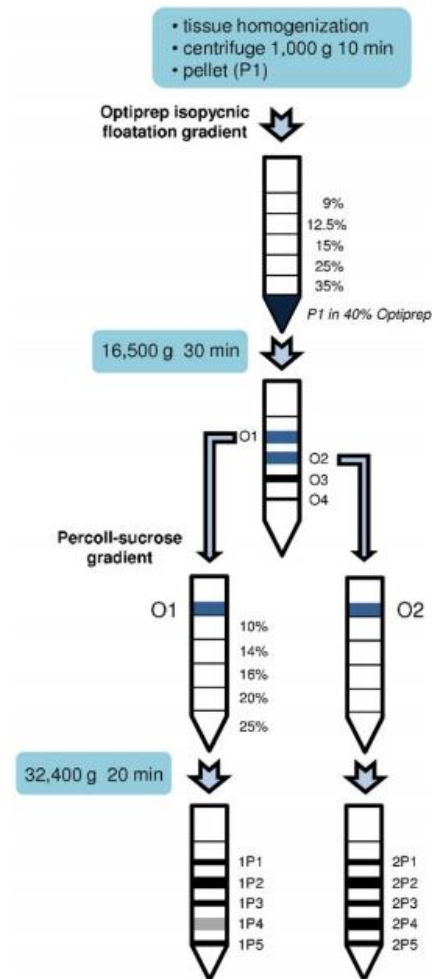 • tissue homogenization
• centrifuge 1,000 g 10 min
• pellet (P1)
Optiprep isopycnic
floatation gradient
9%
12.5%
15%
25%
35%
P1 in 40% Optiprep
16,500 g 30 min
O1
O2
O3
O4
Percoll-sucrose
gradient
O1
O2
10%
14%
16%
20%
25%
32,400 g 20 min
1P1
1P2
1P3
1P4
1P5
2P1
2P2
2P3
2P4
2P5